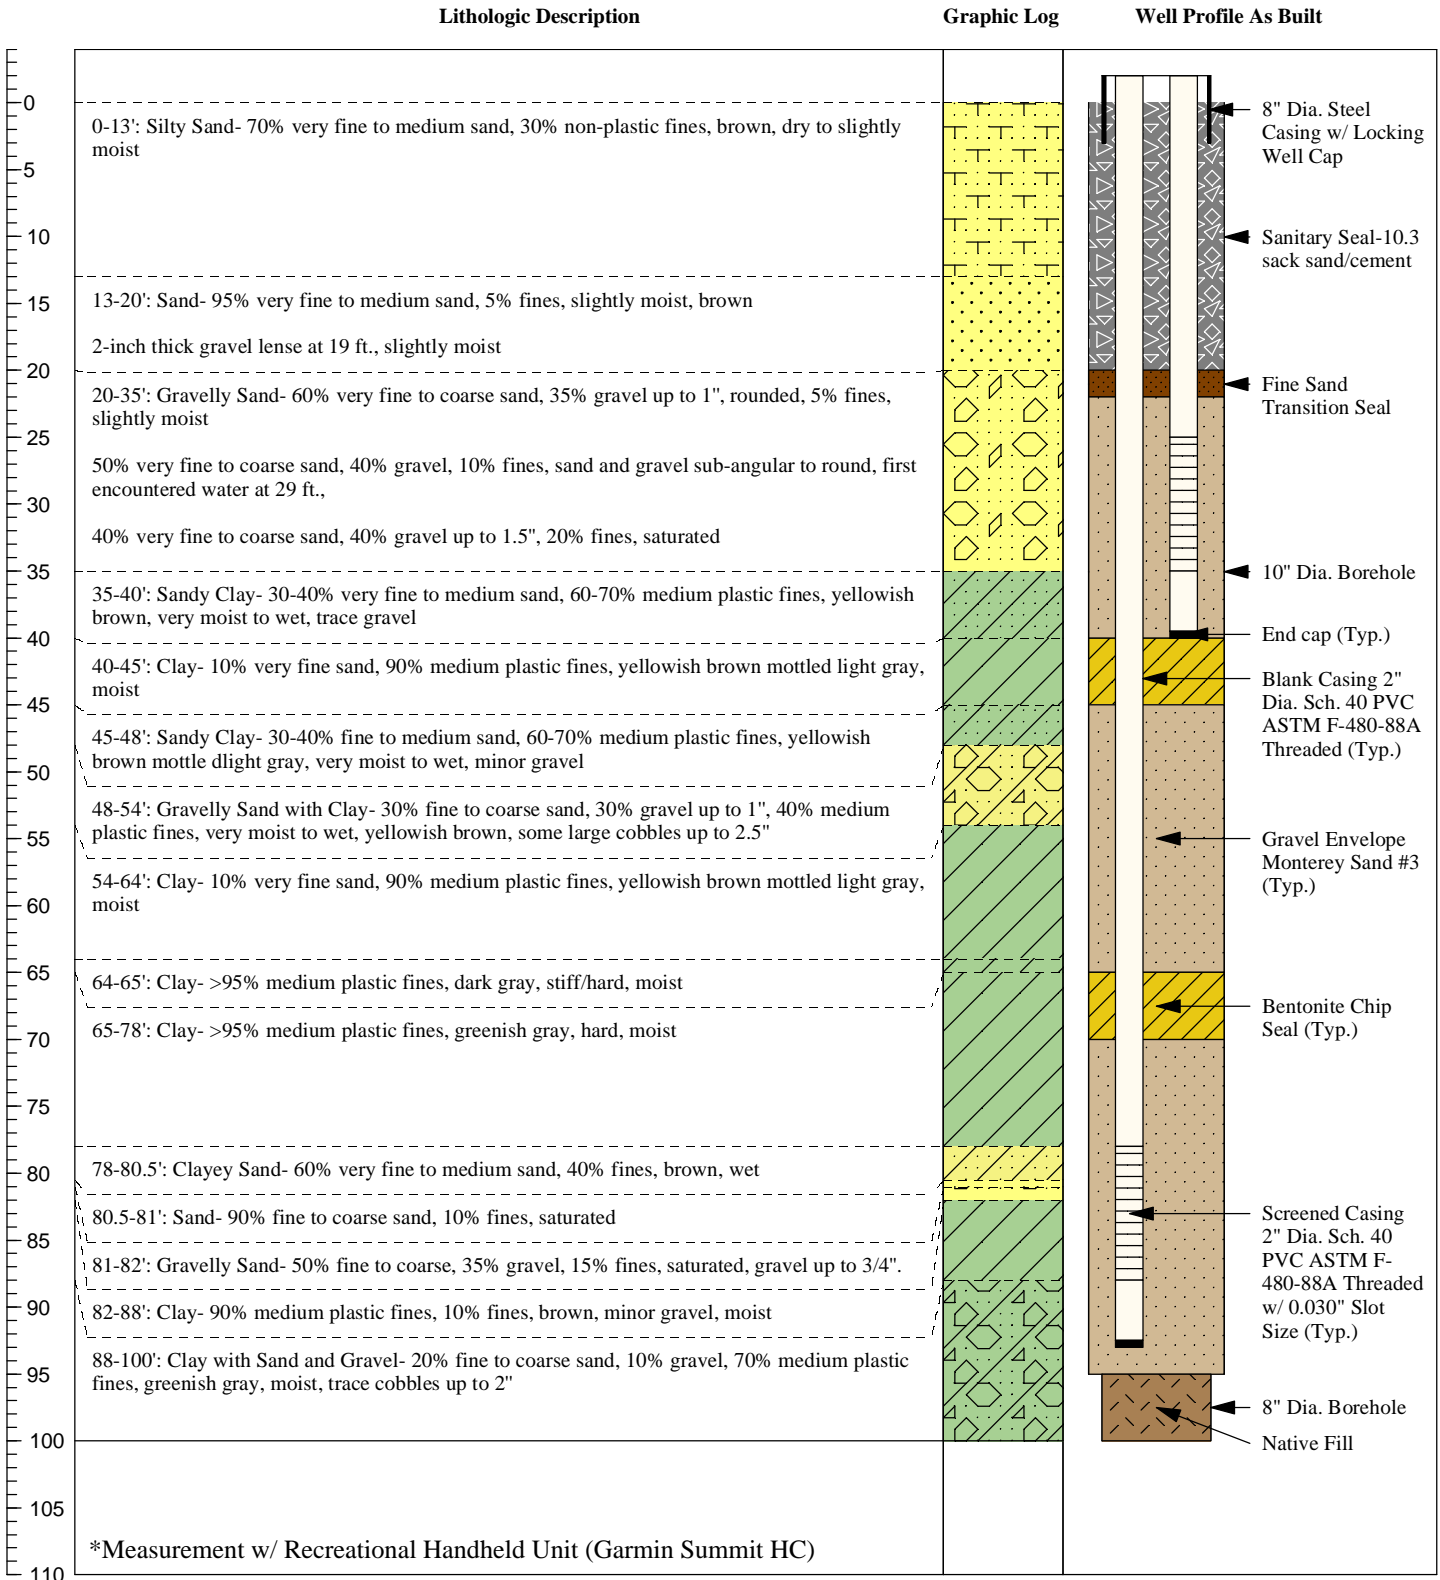 Lithologic Description
Graphic Log
Well Profile As Built
0
5
10
15
20
25
30
35
40
45
50
55
60
65
70
75
80
85
90
95
100
105
110
0-13': Silty Sand- 70% very fine to medium sand, 30% non-plastic fines, brown, dry to slightly
moist
13-20': Sand- 95% very fine to medium sand, 5% fines, slightly moist, brown
2-inch thick gravel lense at 19 ft., slightly moist
20-35': Gravelly Sand- 60% very fine to coarse sand, 35% gravel up to 1", rounded, 5% fines,
slightly moist
50% very fine to coarse sand, 40% gravel, 10% fines, sand and gravel sub-angular to round, first
encountered water at 29 ft.,
40% very fine to coarse sand, 40% gravel up to 1.5", 20% fines, saturated
35-40': Sandy Clay- 30-40% very fine to medium sand, 60-70% medium plastic fines, yellowish
brown, very moist to wet, trace gravel
40-45': Clay- 10% very fine sand, 90% medium plastic fines, yellowish brown mottled light gray,
moist
45-48': Sandy Clay- 30-40% fine to medium sand, 60-70% medium plastic fines, yellowish
brown mottle dlight gray, very moist to wet, minor gravel
48-54': Gravelly Sand with Clay- 30% fine to coarse sand, 30% gravel up to 1", 40% medium
plastic fines, very moist to wet, yellowish brown, some large cobbles up to 2.5"
54-64': Clay- 10% very fine sand, 90% medium plastic fines, yellowish brown mottled light gray,
moist
64-65': Clay- >95% medium plastic fines, dark gray, stiff/hard, moist
65-78': Clay- >95% medium plastic fines, greenish gray, hard, moist
78-80.5': Clayey Sand- 60% very fine to medium sand, 40% fines, brown, wet
80.5-81': Sand- 90% fine to coarse sand, 10% fines, saturated
81-82': Gravelly Sand- 50% fine to coarse, 35% gravel, 15% fines, saturated, gravel up to 3/4".
82-88': Clay- 90% medium plastic fines, 10% fines, brown, minor gravel, moist
88-100': Clay with Sand and Gravel- 20% fine to coarse sand, 10% gravel, 70% medium plastic
fines, greenish gray, moist, trace cobbles up to 2"
*Measurement w/ Recreational Handheld Unit (Garmin Summit HC)
8" Dia. Steel
Casing w/ Locking
Well Cap
Sanitary Seal-10.3
sack sand/cement
Fine Sand
Transition Seal
10" Dia. Borehole
End cap (Typ.)
Blank Casing 2"
Dia. Sch. 40 PVC
ASTM F-480-88A
Threaded (Typ.)
Gravel Envelope
Monterey Sand #3
(Typ.)
Bentonite Chip
Seal (Typ.)
Screened Casing
2" Dia. Sch. 40
PVC ASTM F-
480-88A Threaded
w/ 0.030" Slot
Size (Typ.)
8" Dia. Borehole
Native Fill